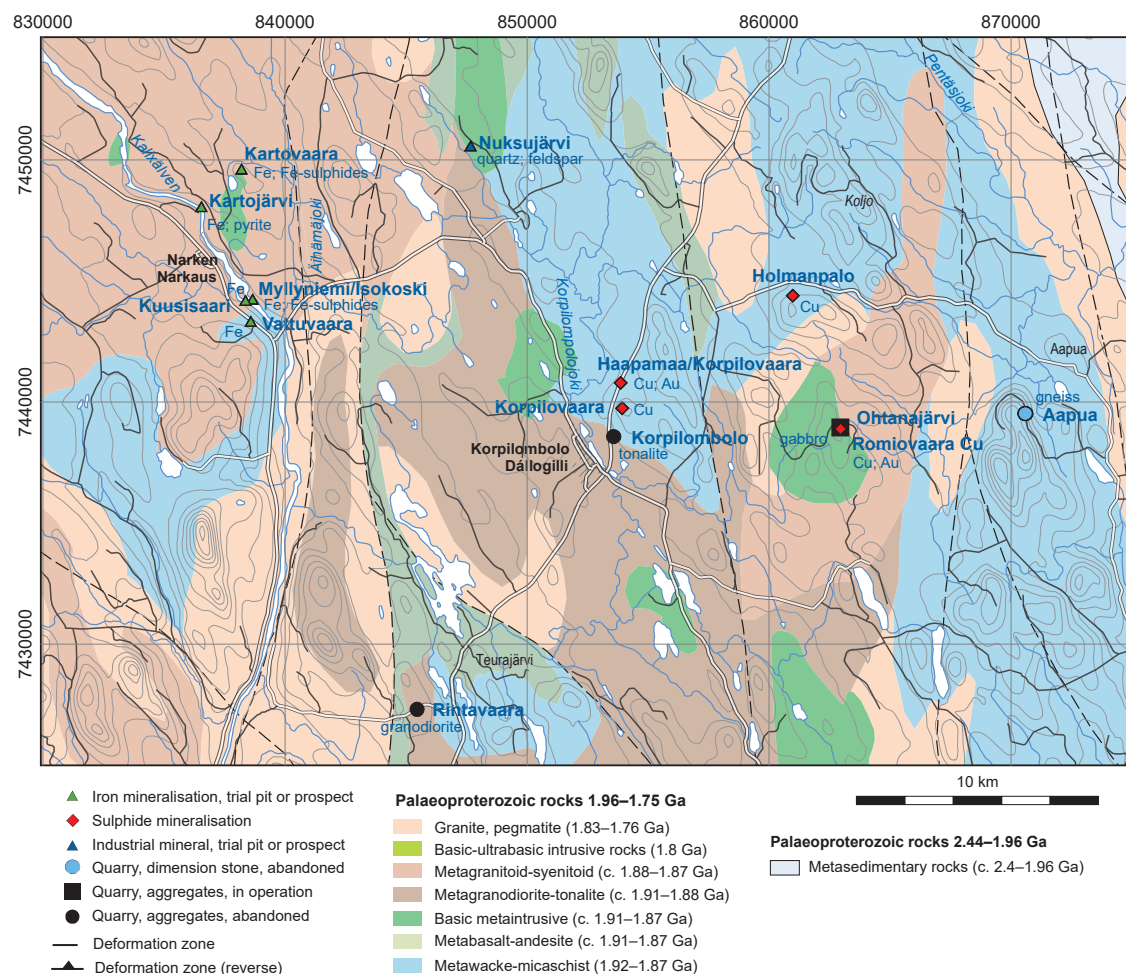 830000
840000
850000
860000
870000
7450000
7440000
7430000
Kalixälven
Pentäsjoki
Nuksujärvi
quartz; feldspar
Kartovaara
Fe; Fe-sulphides
Kartojärvi
Fe; pyrite
Koljo
Äihämäjoki
Narken
Narkaus
Holmanpalo
Cu
Fe
Myllyniemi/Isokoski
Fe; Fe-sulphides
Kuusisaari
Vattuvaara
Fe
Korpilompolojoki
Aapua
Haapamaa/Korpilovaara
Cu; Au
Korpilovaara
Cu
gneiss
Aapua
Ohtanajärvi
gabbro
Romiovaara Cu
Cu; Au
Korpilombolo
tonalite
Korpilombolo
Dállogilli
Teurajärvi
Rintavaara
granodiorite
Iron mineralisation, trial pit or prospect
Sulphide mineralisation
Industrial mineral, trial pit or prospect
Quarry, dimension stone, abandoned
Quarry, aggregates, in operation
Quarry, aggregates, abandoned
Deformation zone
Deformation zone (reverse)
Palaeoproterozoic rocks 1.96–1.75 Ga
Granite, pegmatite (1.83–1.76 Ga)
Basic-ultrabasic intrusive rocks (1.8 Ga)
Metagranitoid-syenitoid (c. 1.88–1.87 Ga)
Metagranodiorite-tonalite (c. 1.91–1.88 Ga)
Basic metaintrusive (c. 1.91–1.87 Ga)
Metabasalt-andesite (c. 1.91–1.87 Ga)
Metawacke-micaschist (1.92–1.87 Ga)
10 km
Palaeoproterozoic rocks 2.44–1.96 Ga
Metasedimentary rocks (c. 2.4–1.96 Ga)